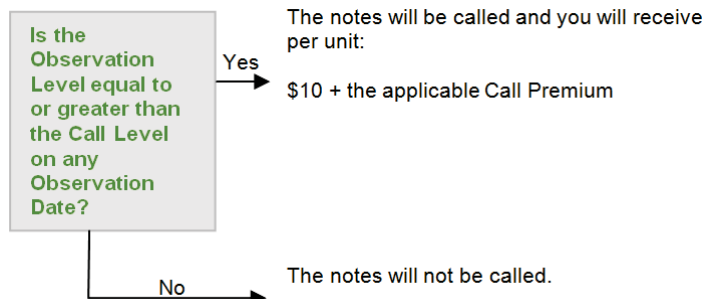 Is the
Observation
Level equal to
or greater than
the Call Level
on any
Observation
Date?
Yes
The notes will be called and you will receive
per unit:
$10 + the applicable Call Premium
No
The notes will not be called.